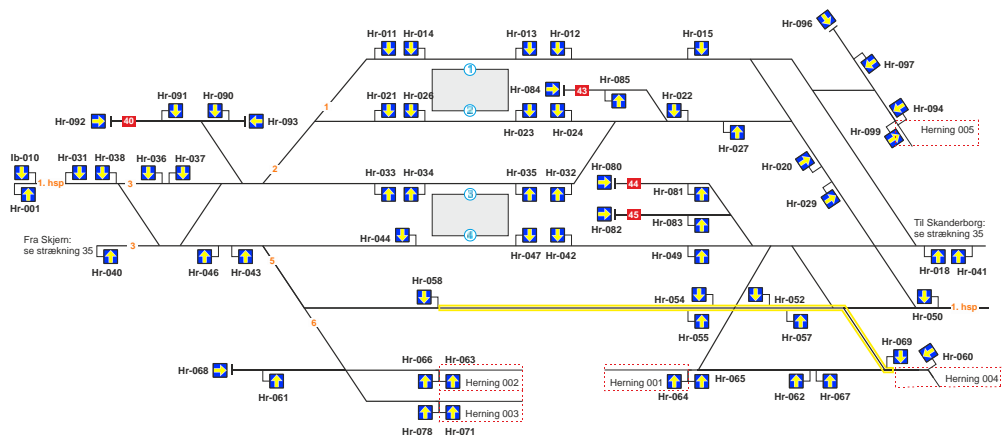 Hr-096
Hr-011 Hr-014 Hr-013 Hr-012 Hr-015
Hr-097
1
Hr-085
Hr-084
43
Hr-091 Hr-090 Hr-021 Hr-026 Hr-022 Hr-094
1
2
Hr-092 40 Hr-093 Hr-023 Hr-024 Hr-099 Herning 005
Hr-027
Ib-010 Hr-031 Hr-038 Hr-036 Hr-037 2 Hr-020
Hr-080
1. hsp 3 Hr-033 Hr-034 Hr-035 Hr-032 44
Hr-081
Hr-001 3 Hr-029
45
Hr-082 Hr-083
Fra Skjern:
se strækning 35
Til Skanderborg:
se strækning 35
Hr-044 4
3
Hr-040 Hr-046 Hr-043 5 Hr-047 Hr-042 Hr-049 Hr-018 Hr-041
Hr-058 Hr-054 Hr-052
1. hsp
Hr-050
6
Hr-055 Hr-057
Hr-069
Hr-060
Hr-066 Hr-063
Hr-068
Hr-061 Herning 002 Herning 001 Hr-065 Herning 004
Hr-064 Hr-062 Hr-067
Herning 003
Hr-078 Hr-071